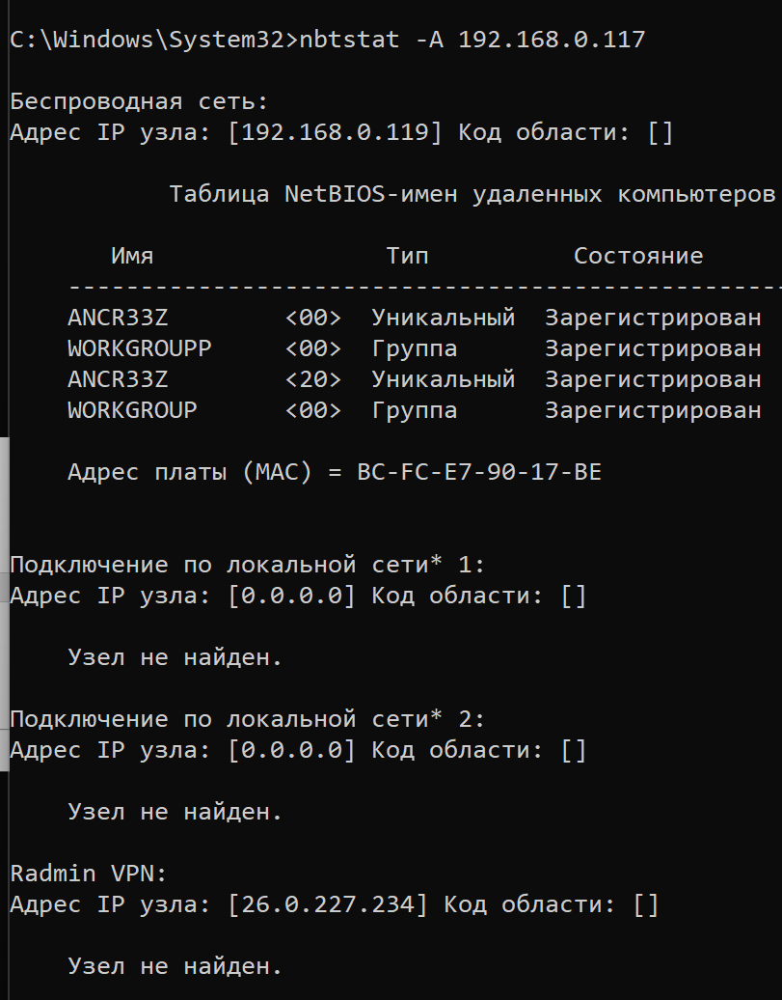 C:\Windows\System32>nbtstat -A 192.168.0.117
Беспроводная сеть:
Адрес IP узла: [192.168.0.119] Код области: []
Таблица NetBIOS-имен удаленных компьютеров
Имя Тип Состояние
-------------------------------------------------
ANCR33Z <00> Уникальный Зарегистрирован
WORKGROUPP <00> Группа Зарегистрирован
ANCR33Z <20> Уникальный Зарегистрирован
WORKGROUP <00> Группа Зарегистрирован
Адрес платы (MAC) = BC-FC-E7-90-17-BE
Подключение по локальной сети* 1:
Адрес IP узла: [0.0.0.0] Код области: []
Узел не найден.
Подключение по локальной сети* 2:
Адрес IP узла: [0.0.0.0] Код области: []
Узел не найден.
Radmin VPN:
Адрес IP узла: [26.0.227.234] Код области: []
Узел не найден.